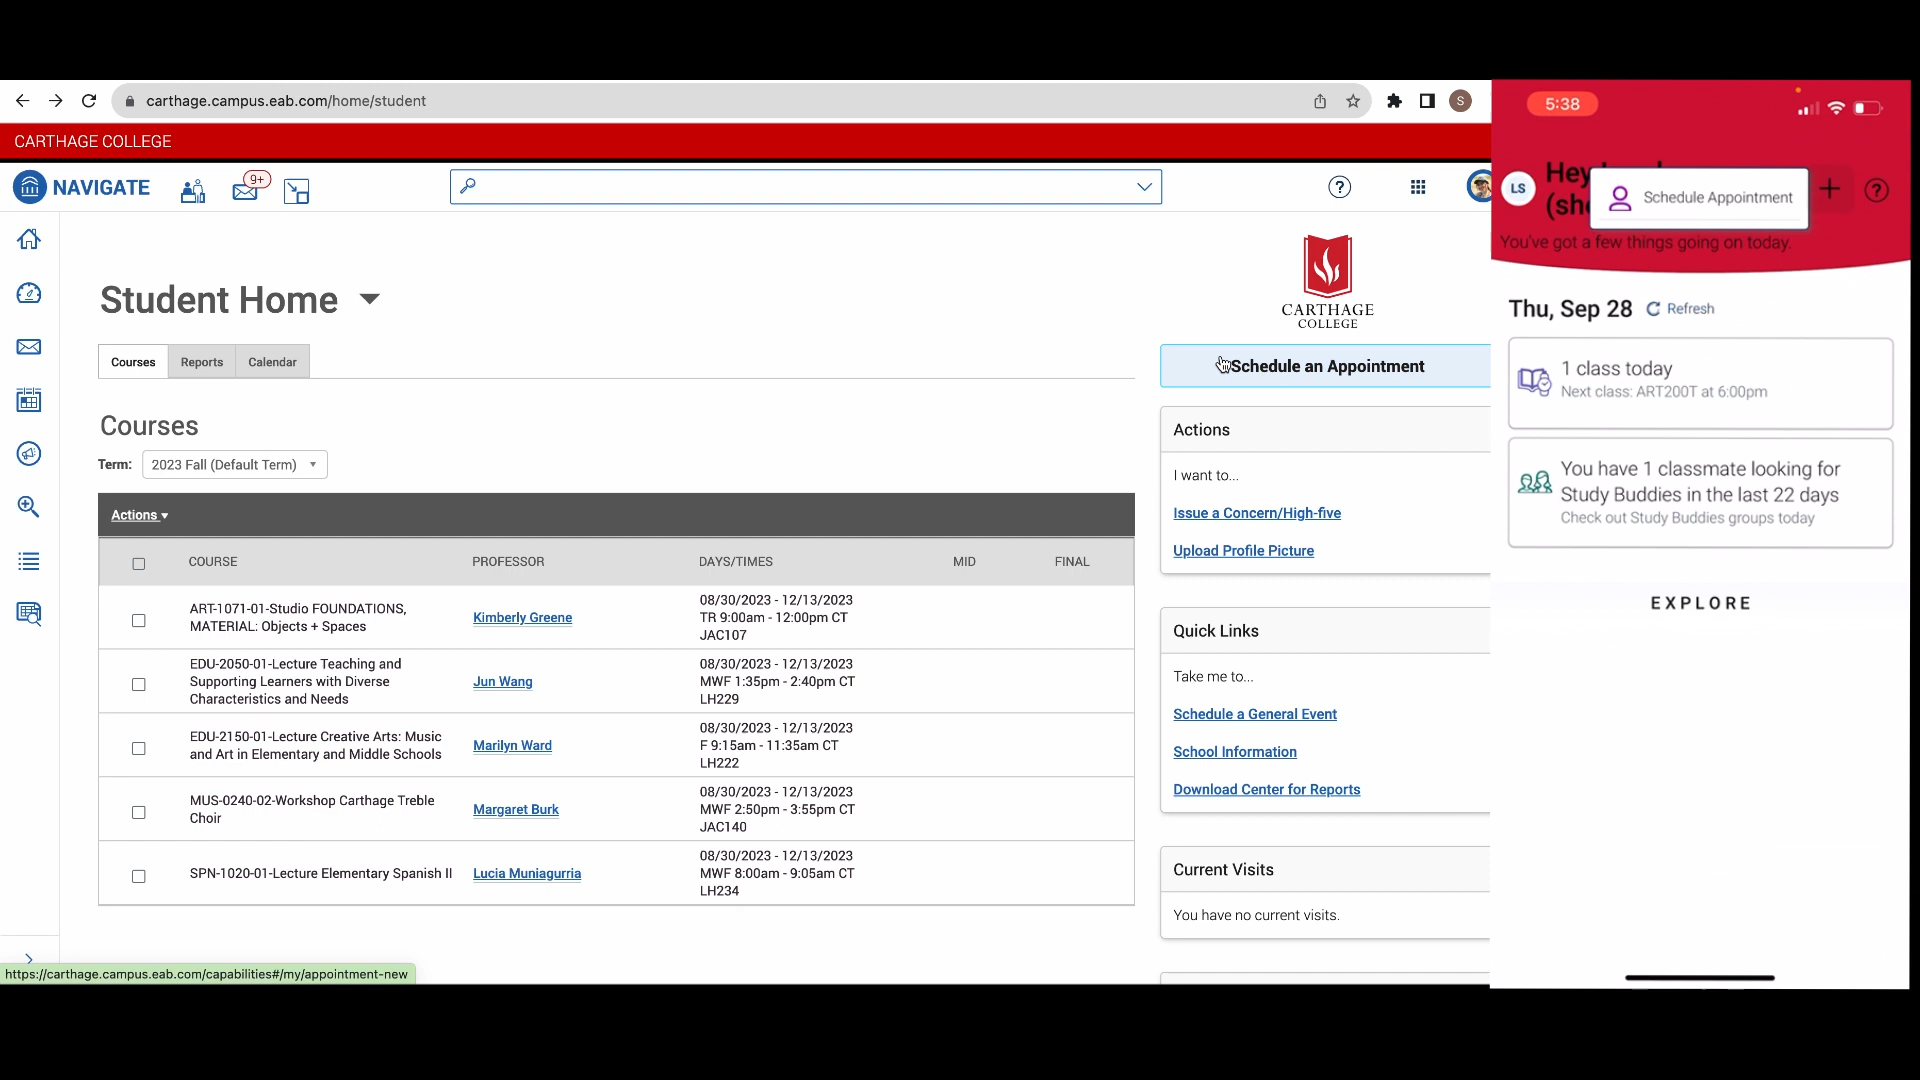 carthage.campus.eab.com/home/student
S
CARTHAGE COLLEGE
NAVIGATE
9+
?
CARTHAGE
COLLEGE
Student Home
Courses
Reports
Calendar
Schedule an Appointment
Courses
Term:
2023 Fall (Default Term)
Actions
COURSE
PROFESSOR
DAYS/TIMES
MID
FINAL
ART-1071-01-Studio FOUNDATIONS,
MATERIAL: Objects + Spaces
Kimberly Greene
08/30/2023 - 12/13/2023
TR 9:00am - 12:00pm CT
JAC107
EDU-2050-01-Lecture Teaching and
Supporting Learners with Diverse
Characteristics and Needs
Jun Wang
08/30/2023 - 12/13/2023
MWF 1:35pm - 2:40pm CT
LH229
EDU-2150-01-Lecture Creative Arts: Music
and Art in Elementary and Middle Schools
Marilyn Ward
08/30/2023 - 12/13/2023
F 9:15am - 11:35am CT
LH222
MUS-0240-02-Workshop Carthage Treble
Choir
Margaret Burk
08/30/2023 - 12/13/2023
MWF 2:50pm - 3:55pm CT
JAC140
SPN-1020-01-Lecture Elementary Spanish II
Lucia Muniagurria
08/30/2023 - 12/13/2023
MWF 8:00am - 9:05am CT
LH234
Actions
I want to...
Issue a Concern/High-five
Upload Profile Picture
Quick Links
Take me to...
Schedule a General Event
School Information
Download Center for Reports
Current Visits
You have no current visits.
https://carthage.campus.eab.com/capabilities#/my/appointment-new
5:38
LS
Hey
(she
Schedule Appointment
?
You've got a few things going on today.
Thu, Sep 28
Refresh
1 class today
Next class: ART200T at 6:00pm
You have 1 classmate looking for
Study Buddies in the last 22 days
Check out Study Buddies groups today
EXPLORE